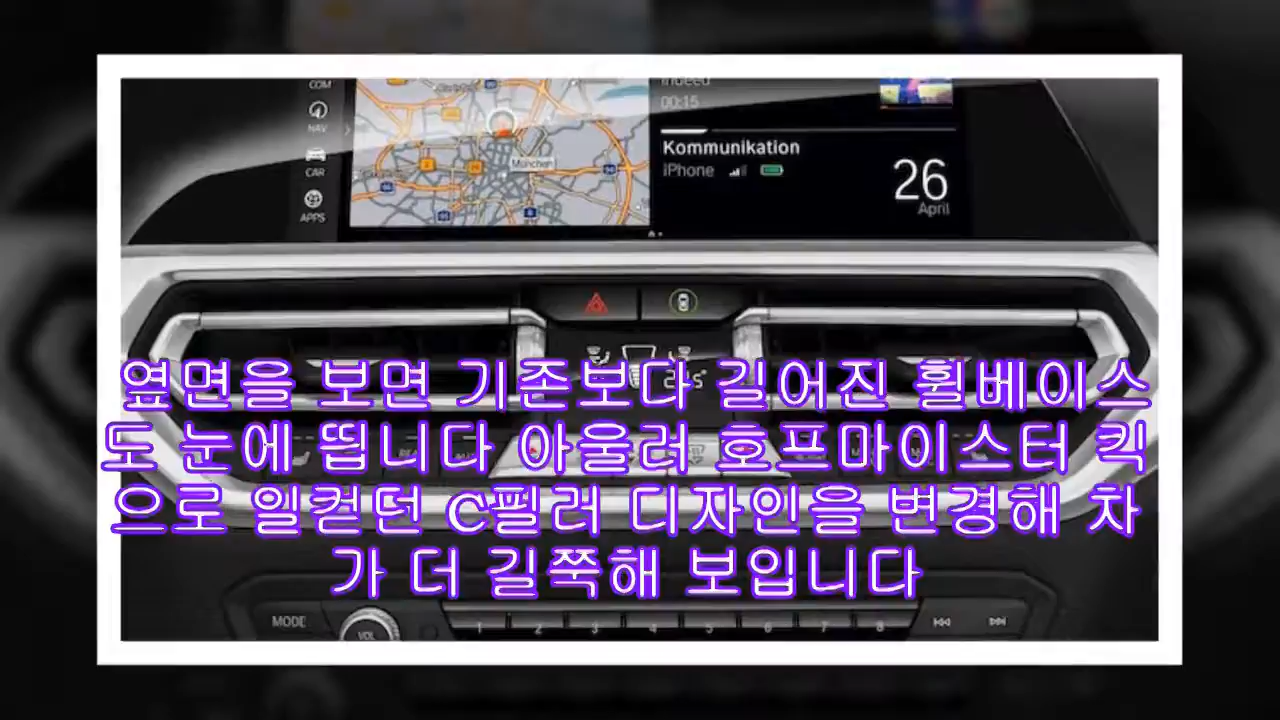 COM
NAV
CAR
APPS
München
00:15
Kommunikation
iPhone
26
April
옆면을 보면 기존보다 길어진 휠베이스
도 눈에 띕니다 아울러 호프마이스터 킥
으로 일컫던 C필러 디자인을 변경해 차
가 더 길쭉해 보입니다
MODE
VOL
1 2 3 4 5 6 7 8